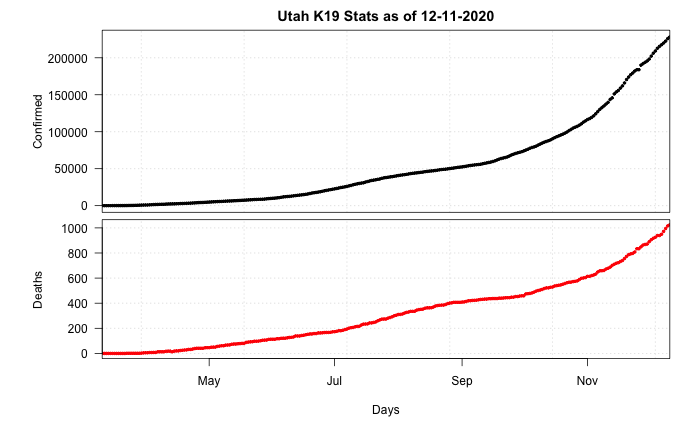 Utah K19 Stats as of 12-11-2020
Confirmed
200000
150000
100000
50000
0
Deaths
1000
800
600
400
200
0
May Jul Sep Nov
Days